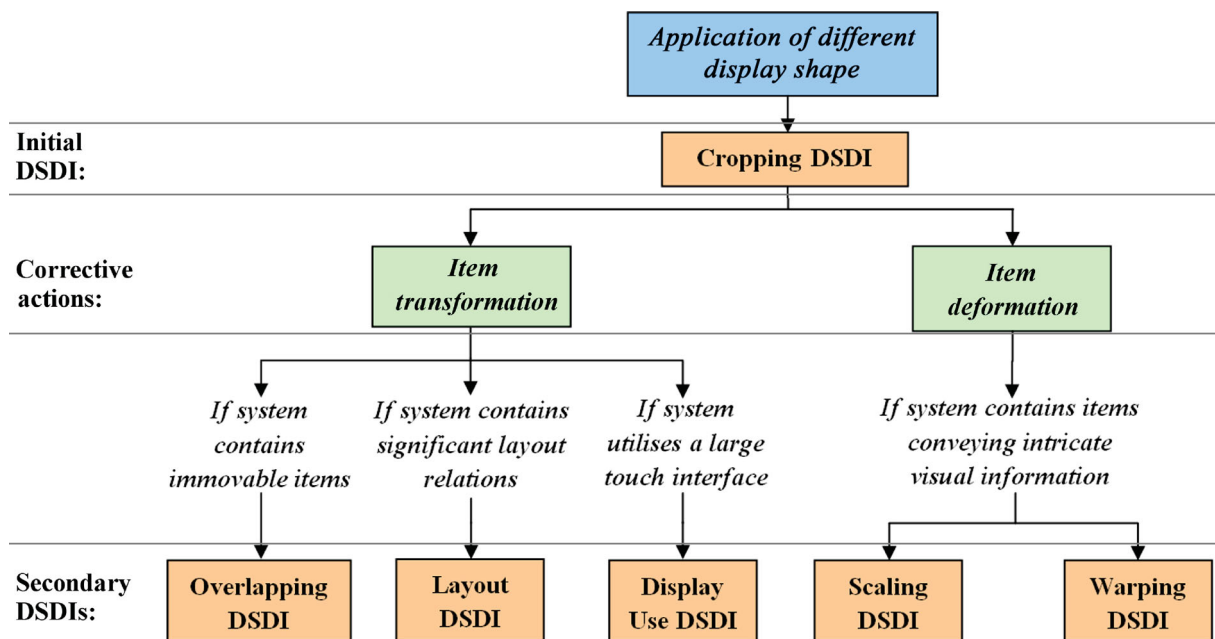 Application of different
display shape
Initial
DSDI:
Cropping DSDI
Corrective
actions:
Item
transformation
Item
deformation
If system
contains
immovable items
If system contains
significant layout
relations
If system
utilises a large
touch interface
If system contains items
conveying intricate
visual information
Secondary
DSDIs:
Overlapping
DSDI
Layout
DSDI
Display
Use DSDI
Scaling
DSDI
Warping
DSDI